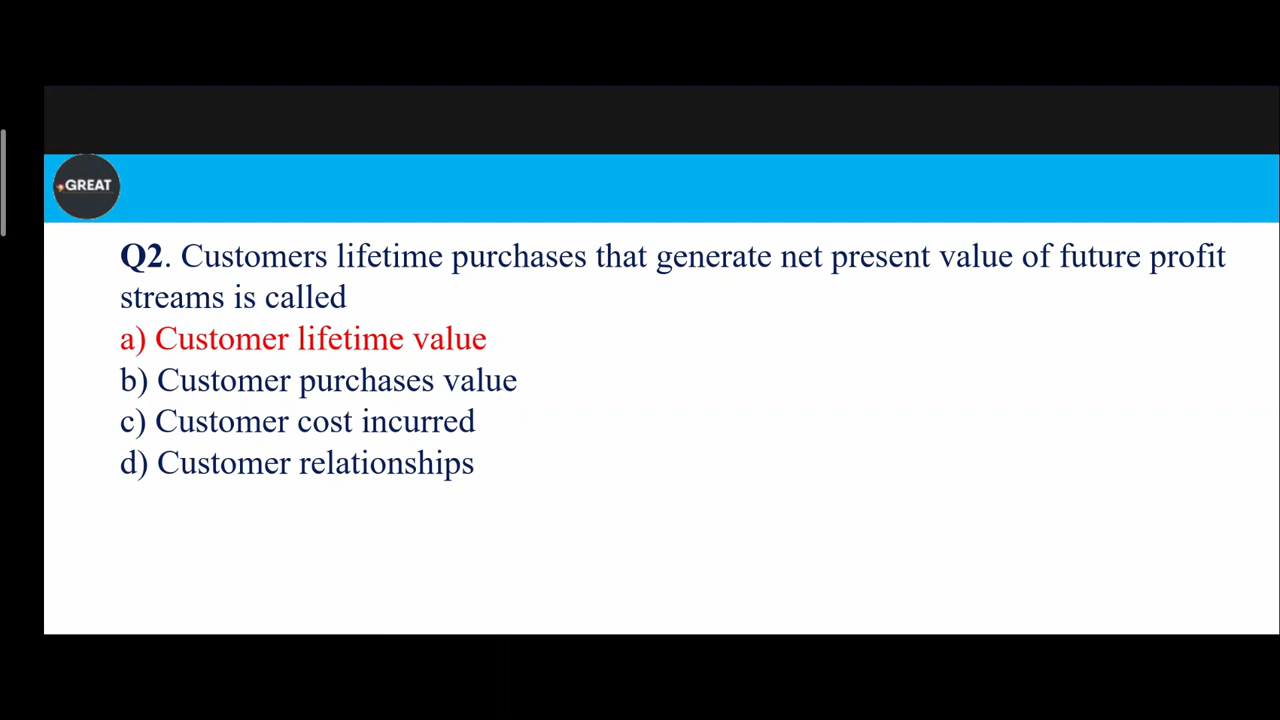 GREAT
Q2. Customers lifetime purchases that generate net present value of future profit
streams is called
a) Customer lifetime value
b) Customer purchases value
c) Customer cost incurred
d) Customer relationships